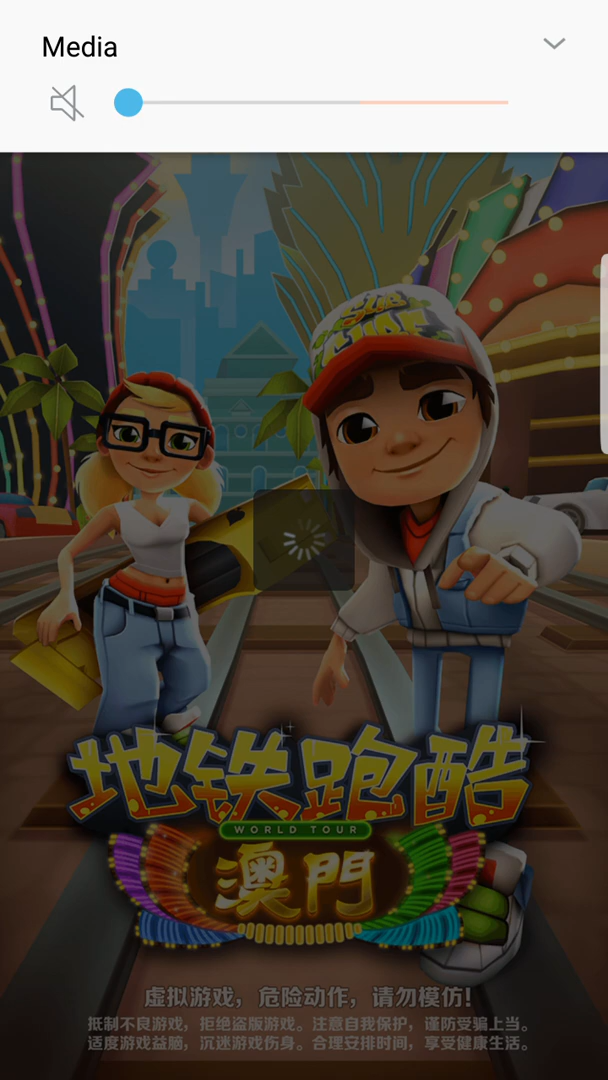 Media
SUB
SURF
地铁跑酷
WORLD TOUR
澳門
虚拟游戏，危险动作，请勿模仿!
抵制不良游戏，拒绝盗版游戏。注意自我保护，谨防受骗上当。
适度游戏益脑，沉迷游戏伤身。合理安排时间，享受健康生活。